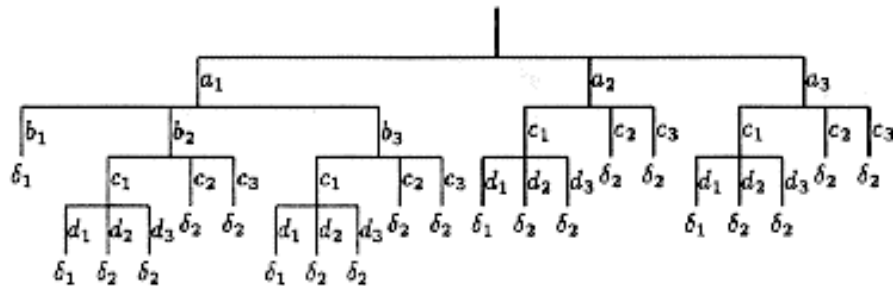 a₁ a₂ a₃
b₁ b₂ b₃ c₁ c₂ c₃ c₁ c₂ c₃
δ₁ c₁ c₂ c₃ c₁ c₂ c₃ d₁ d₂ d₃ δ₂ δ₂ d₁ d₂ d₃ δ₂ δ₂
d₁ d₂ d₃ δ₂ δ₂ d₁ d₂ d₃ δ₂ δ₂ δ₁ δ₂ δ₂ δ₁ δ₂ δ₂
δ₁ δ₂ δ₂ δ₁ δ₂ δ₂